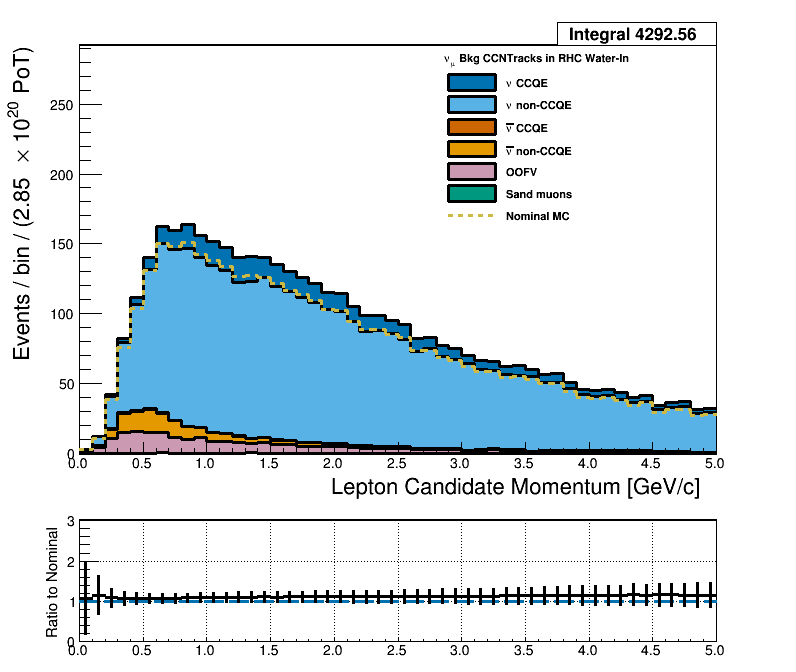 Integral 4292.56
Events / bin / (2.85 × 10²⁰ PoT)
ν_μ Bkg CCNTracks in RHC Water-In
ν CCQE
ν non-CCQE
ν̅ CCQE
ν̅ non-CCQE
OOFV
Sand muons
Nominal MC
250
200
150
100
50
0
0.0 0.5 1.0 1.5 2.0 2.5 3.0 3.5 4.0 4.5 5.0
Lepton Candidate Momentum [GeV/c]
Ratio to Nominal
3
2
1
0
0.0 0.5 1.0 1.5 2.0 2.5 3.0 3.5 4.0 4.5 5.0